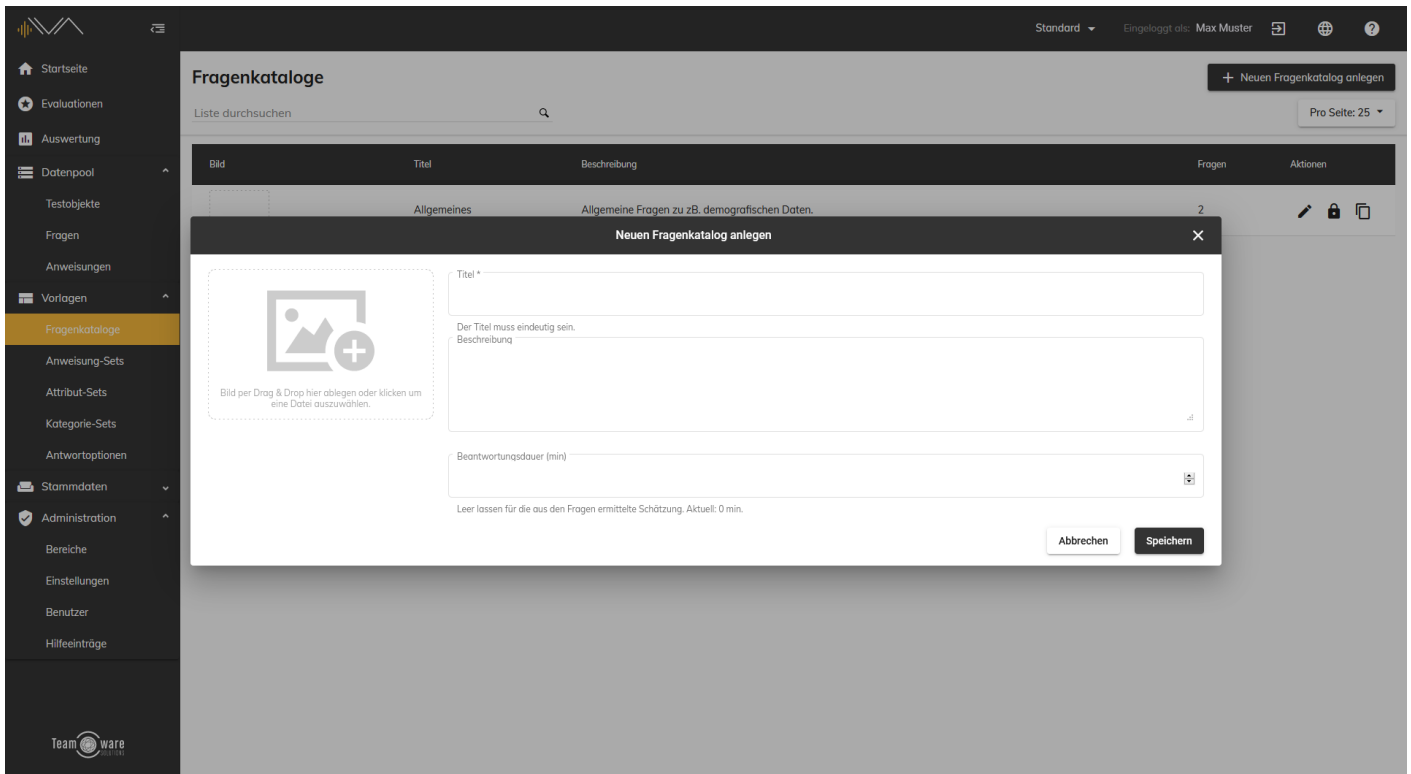 Standard
Eingeloggt als: Max Muster
Startseite
Evaluationen
Auswertung
Datenpool
Testobjekte
Fragen
Anweisungen
Vorlagen
Fragenkataloge
Anweisung-Sets
Attribut-Sets
Kategorie-Sets
Antwortoptionen
Stammdaten
Administration
Bereiche
Einstellungen
Benutzer
Hilfeeinträge
Team ware
SOLUTIONS
Fragenkataloge
+ Neuen Fragenkatalog anlegen
Liste durchsuchen
Pro Seite: 25
Bild Titel Beschreibung Fragen Aktionen
Allgemeines Allgemeine Fragen zu zB. demografischen Daten. 2
Neuen Fragenkatalog anlegen
Bild per Drag & Drop hier ablegen oder klicken um
eine Datei auszuwählen.
Titel *
Der Titel muss eindeutig sein.
Beschreibung
Beantwortungsdauer (min)
Leer lassen für die aus den Fragen ermittelte Schätzung. Aktuell: 0 min.
Abbrechen
Speichern